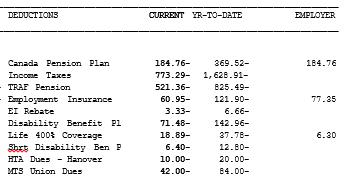 DEDUCTIONS CURRENT YR-TO-DATE EMPLOYER
Canada Pension Plan 184.76- 369.52- 184.76
Income Taxes 773.29- 1,628.91-
TRAF Pension 521.36- 825.49-
Employment Insurance 60.95- 121.90- 77.35
EI Rebate 3.33- 6.66-
Disability Benefit Pl 71.48- 142.96-
Life 400% Coverage 18.89- 37.78- 6.30
Shrt Disability Ben P 6.40- 12.80-
HTA Dues - Hanover 10.00- 20.00-
MTS Union Dues 42.00- 84.00-